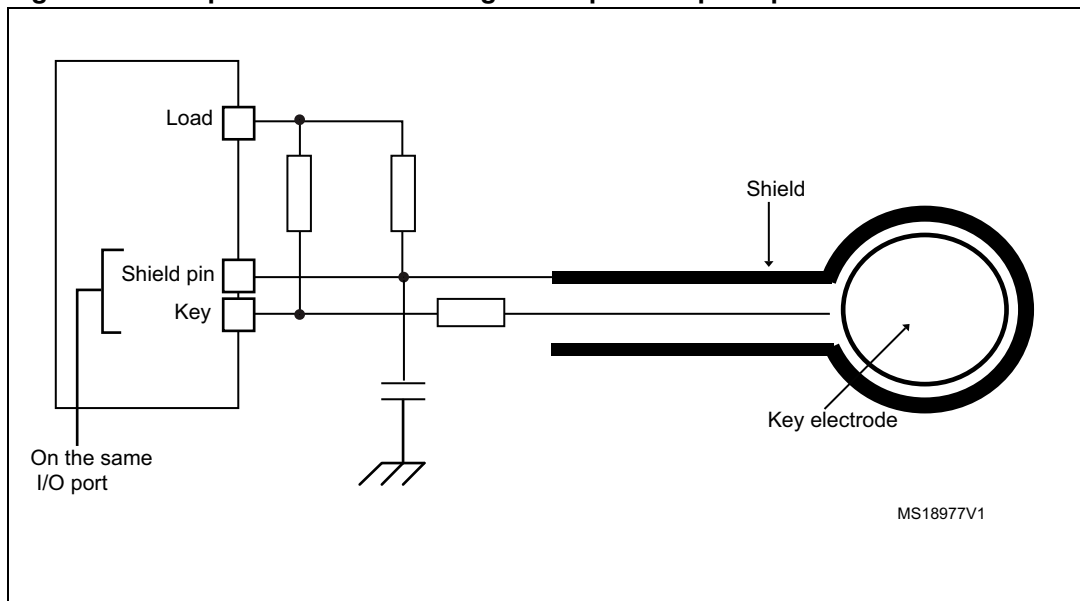 Load
Shield
Shield pin
Key
Key electrode
On the same
I/O port
MS18977V1